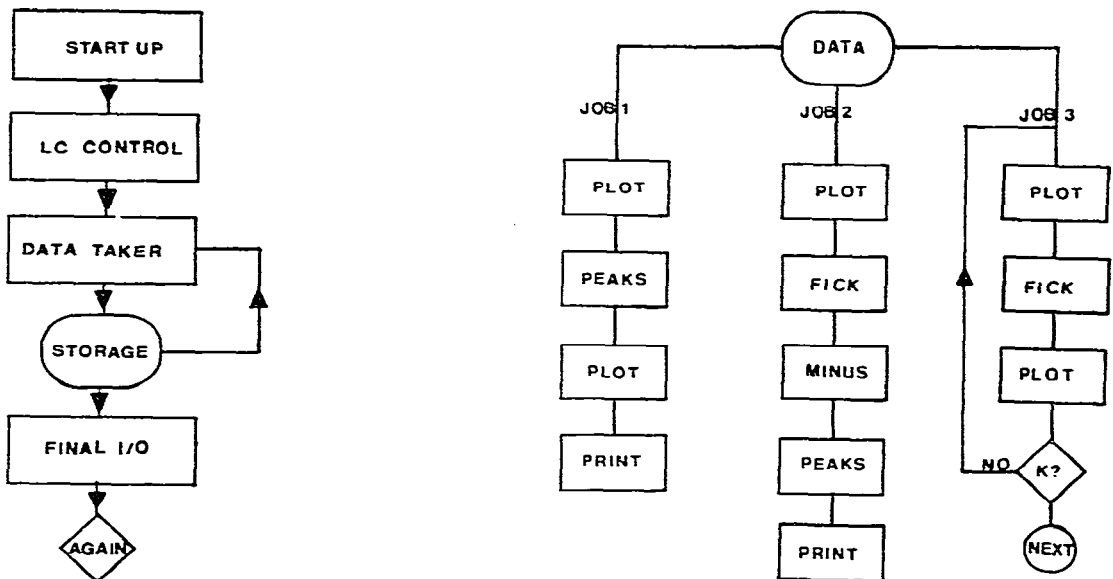 START UP
LC CONTROL
DATA TAKER
STORAGE
FINAL I/O
AGAIN
DATA
JOB 1
PLOT
PEAKS
PLOT
PRINT
JOB 2
PLOT
FICK
MINUS
PEAKS
PRINT
JOB 3
PLOT
FICK
PLOT
NO
K?
NEXT